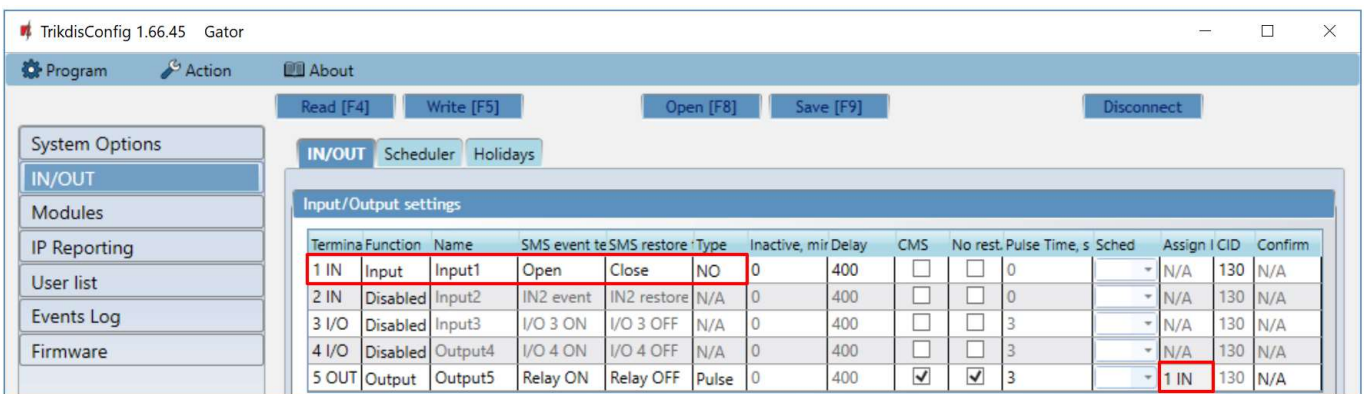 TrikdisConfig 1.66.45 Gator
Program Action About
Read [F4] Write [F5] Open [F8] Save [F9] Disconnect
System Options
IN/OUT
Modules
IP Reporting
User list
Events Log
Firmware
IN/OUT Scheduler Holidays
Input/Output settings
Termina Function Name SMS event te SMS restore Type Inactive, mir Delay CMS No rest. Pulse Time, s Sched Assign I CID Confirm
1 IN Input Input1 Open Close NO 0 400 0 N/A 130 N/A
2 IN Disabled Input2 IN2 event IN2 restore N/A 0 400 0 N/A 130 N/A
3 I/O Disabled Input3 I/O 3 ON I/O 3 OFF N/A 0 400 3 N/A 130 N/A
4 I/O Disabled Output4 I/O 4 ON I/O 4 OFF N/A 0 400 3 N/A 130 N/A
5 OUT Output Output5 Relay ON Relay OFF Pulse 0 400 3 1 IN 130 N/A